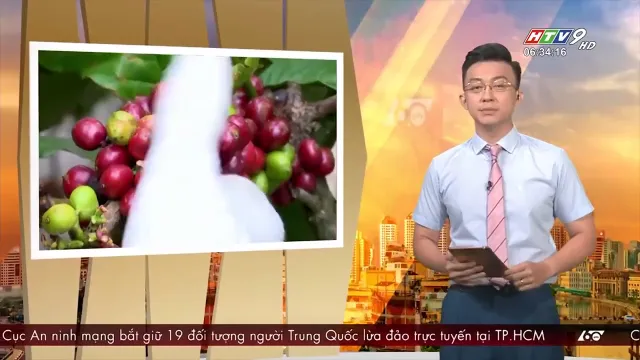 HTV9 HD
06:34:16
Cục An ninh mạng bắt giữ 19 đối tượng người Trung Quốc lừa đảo trực tuyến tại TP.HCM 60 C